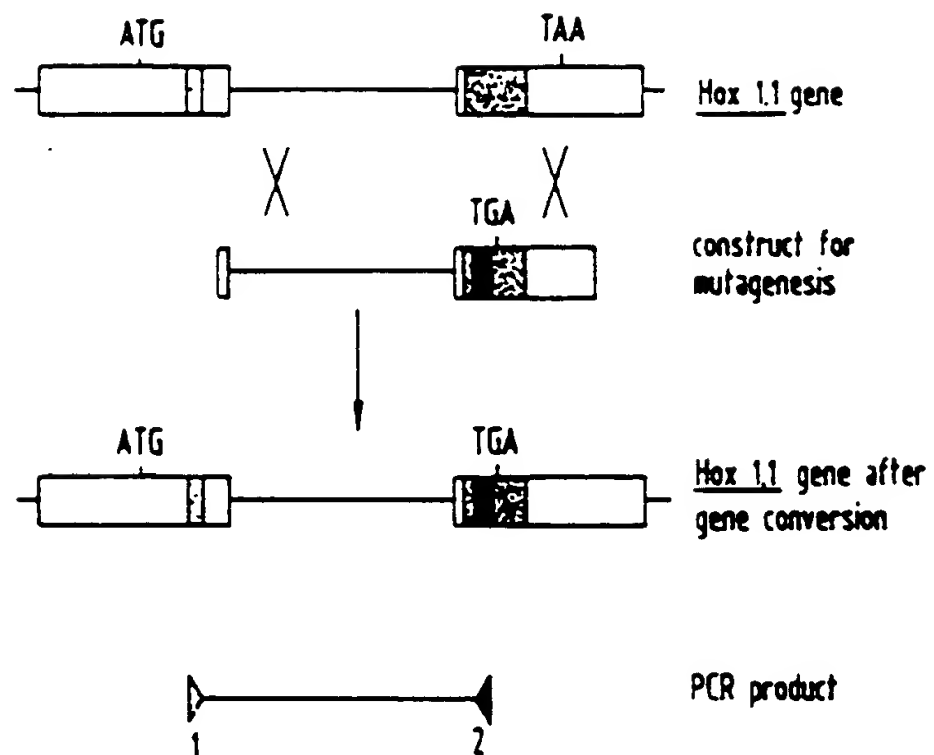 ATG
TAA
Hox 1.1 gene
TGA
construct for
mutagenesis
ATG
TGA
Hox 1.1 gene after
gene conversion
PCR product
1
2